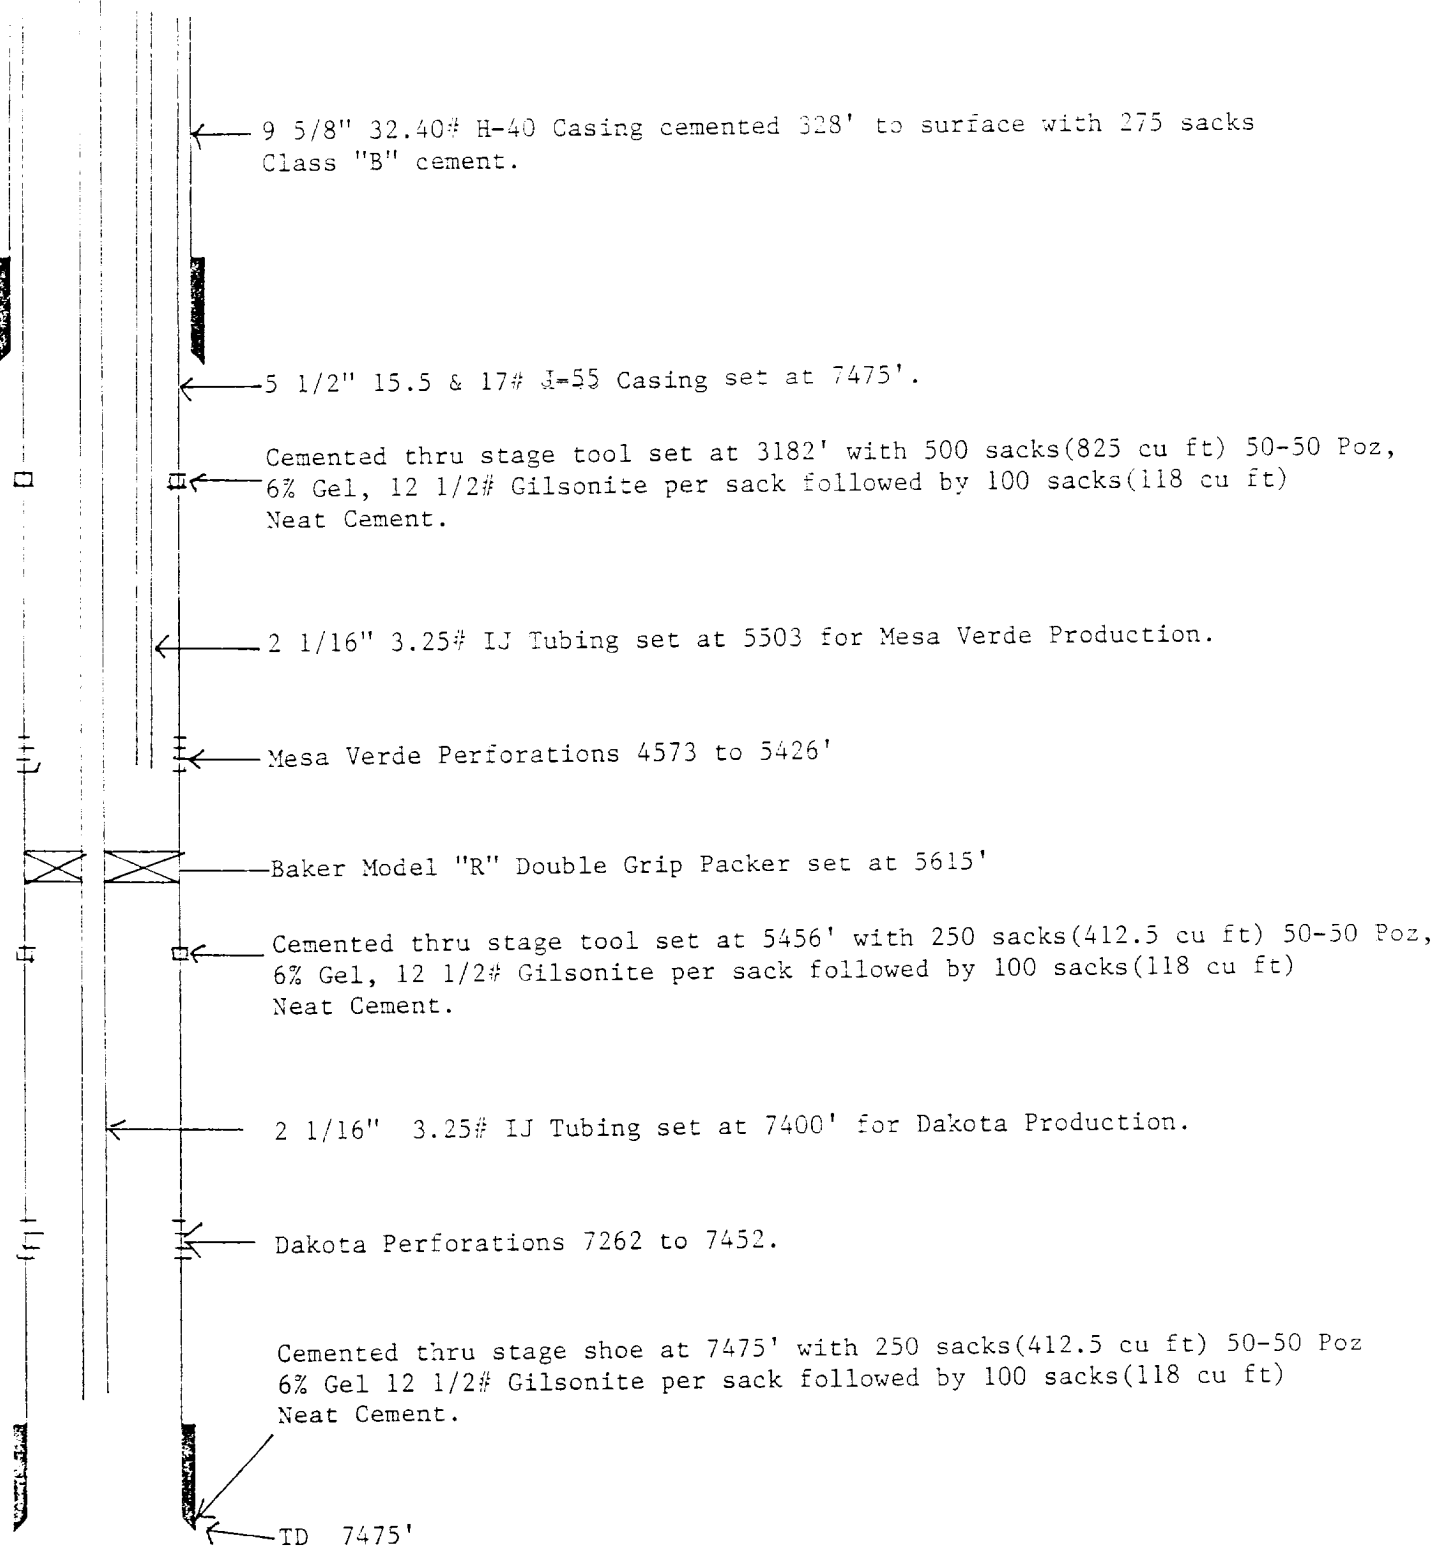 9 5/8" 32.40# H-40 Casing cemented 328' to surface with 275 sacks
Class "B" cement.
5 1/2" 15.5 & 17# J-55 Casing set at 7475'.
Cemented thru stage tool set at 3182' with 500 sacks(825 cu ft) 50-50 Poz,
6% Gel, 12 1/2# Gilsonite per sack followed by 100 sacks(118 cu ft)
Neat Cement.
2 1/16" 3.25# IJ Tubing set at 5503 for Mesa Verde Production.
Mesa Verde Perforations 4573 to 5426'
Baker Model "R" Double Grip Packer set at 5615'
Cemented thru stage tool set at 5456' with 250 sacks(412.5 cu ft) 50-50 Poz,
6% Gel, 12 1/2# Gilsonite per sack followed by 100 sacks(118 cu ft)
Neat Cement.
2 1/16" 3.25# IJ Tubing set at 7400' for Dakota Production.
Dakota Perforations 7262 to 7452.
Cemented thru stage shoe at 7475' with 250 sacks(412.5 cu ft) 50-50 Poz
6% Gel 12 1/2# Gilsonite per sack followed by 100 sacks(118 cu ft)
Neat Cement.
TD 7475'